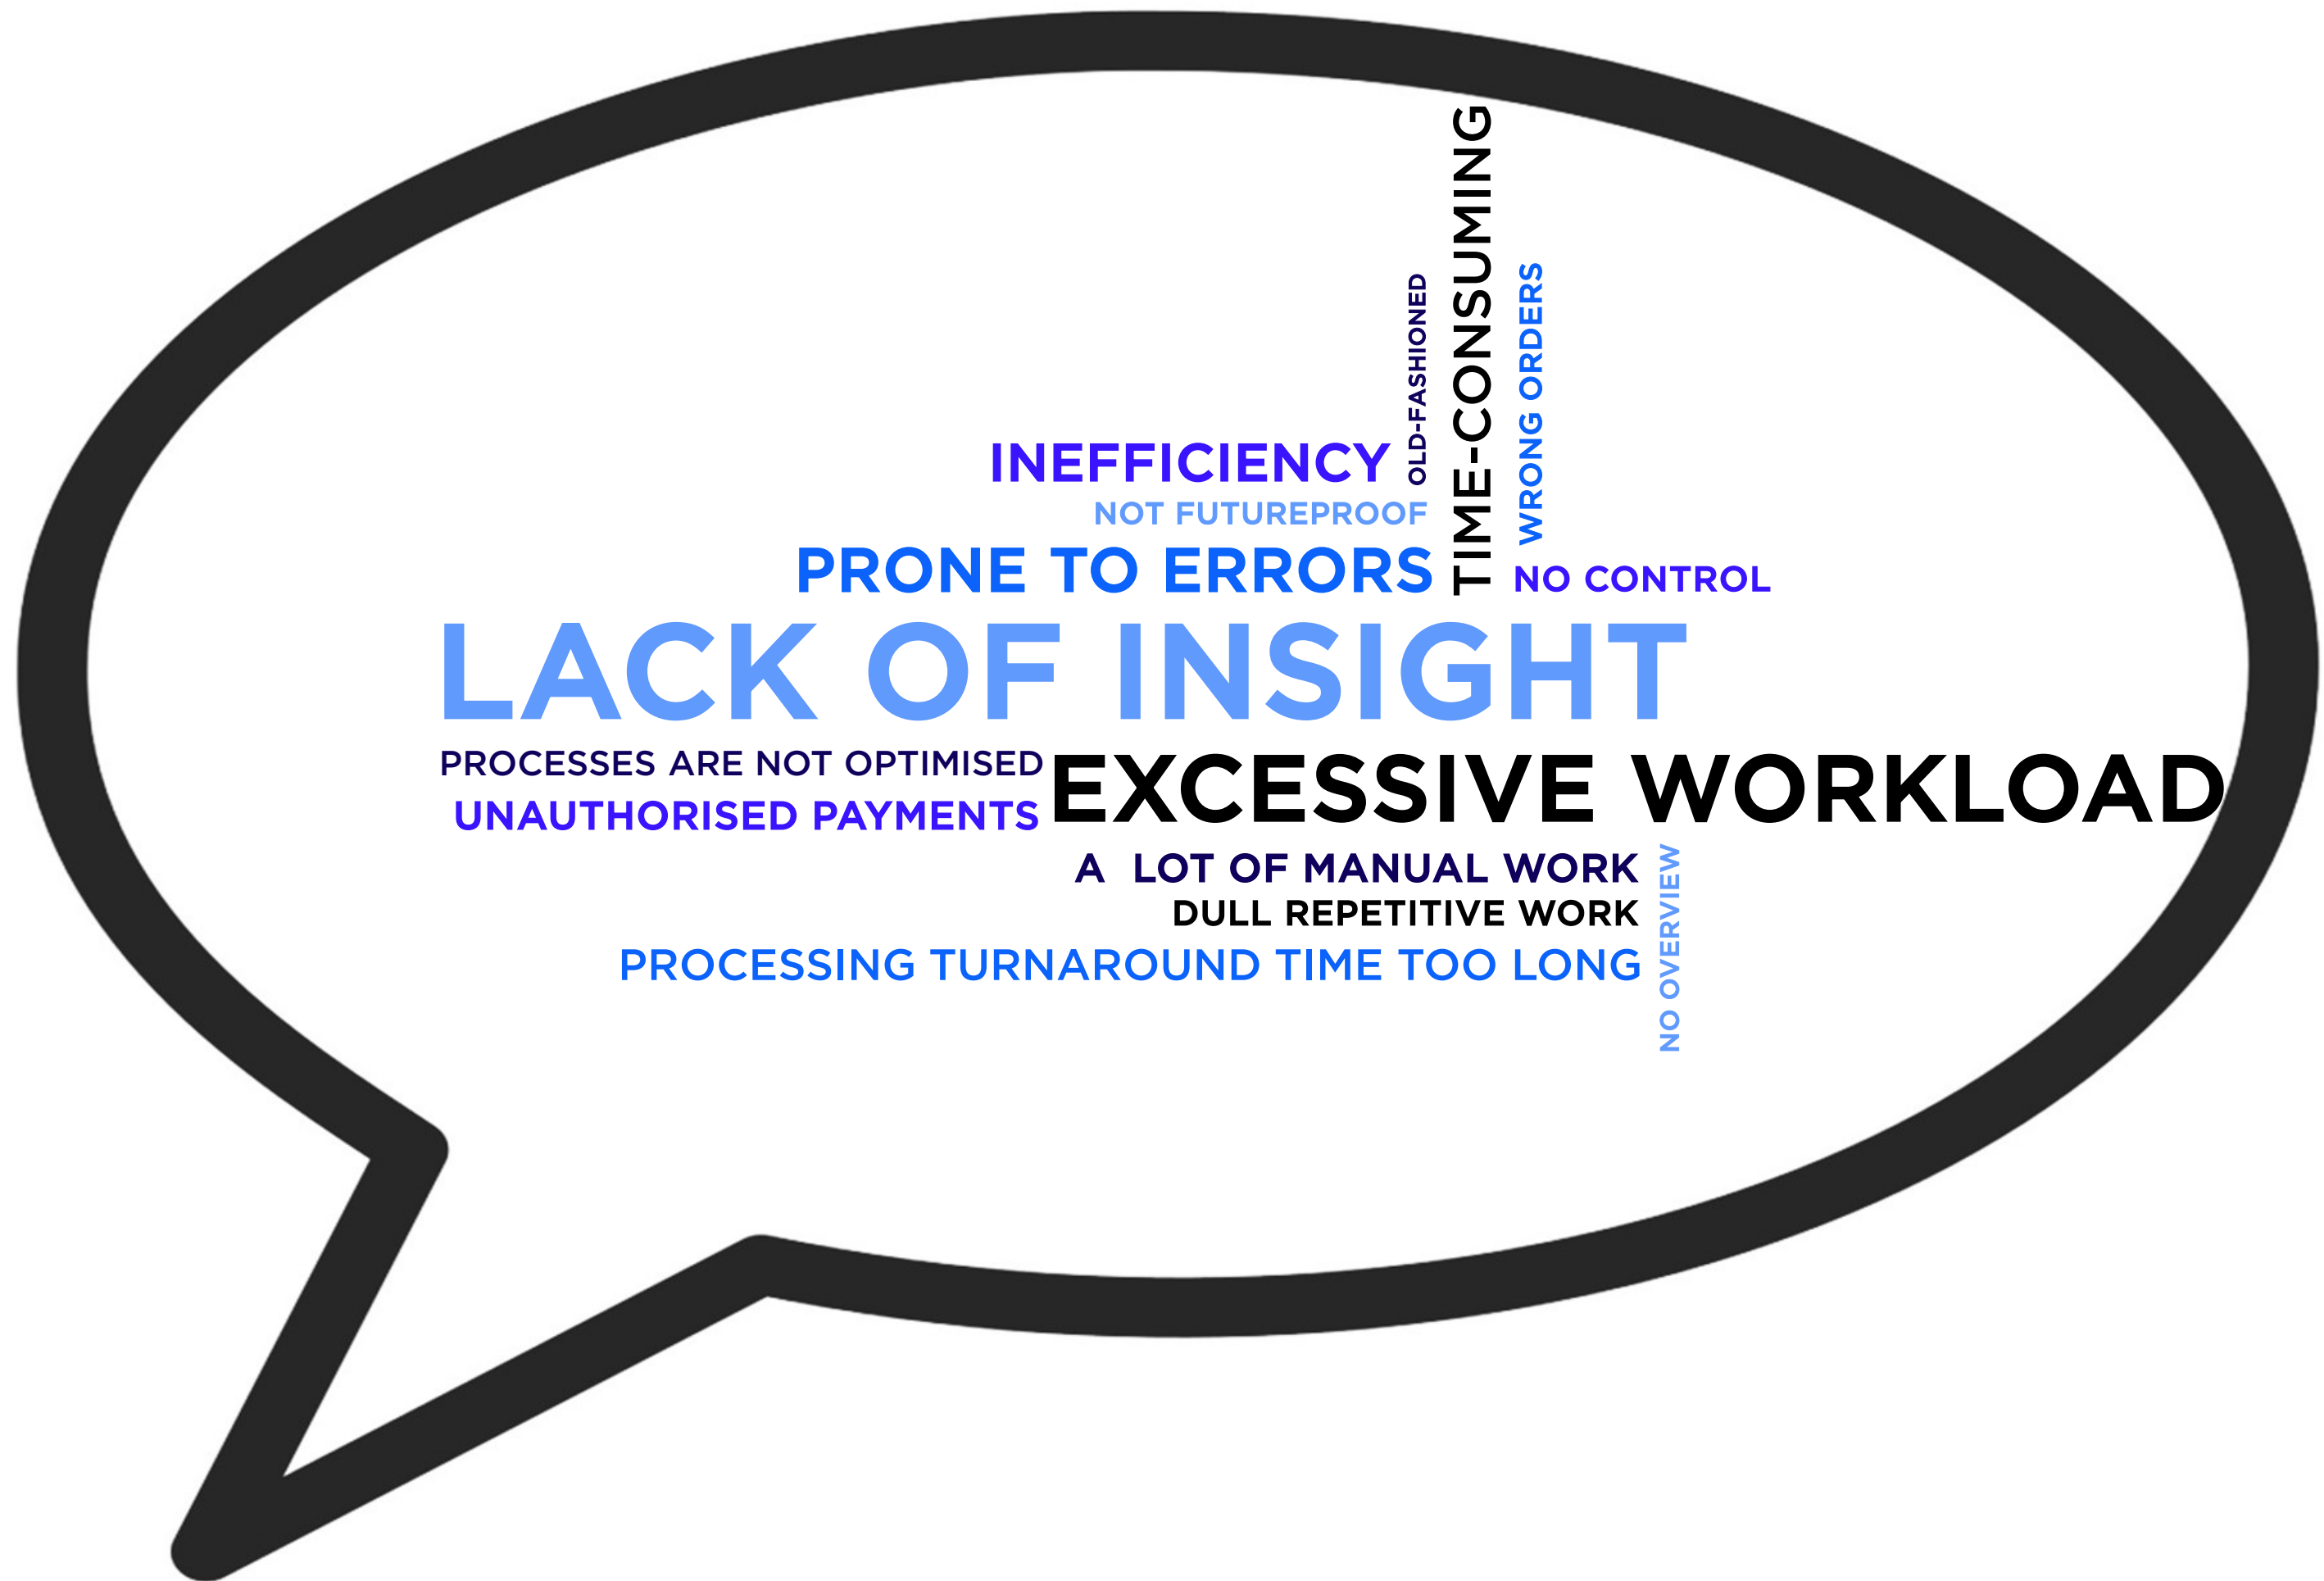 TIME-CONSUMING
OLD-FASHIONED
WRONG ORDERS
INEFFICIENCY
NOT FUTUREPROOF
PRONE TO ERRORS
NO CONTROL
LACK OF INSIGHT
PROCESSES ARE NOT OPTIMISED
EXCESSIVE WORKLOAD
UNAUTHORISED PAYMENTS
A LOT OF MANUAL WORK
DULL REPETITIVE WORK
PROCESSING TURNAROUND TIME TOO LONG
NO OVERVIEW